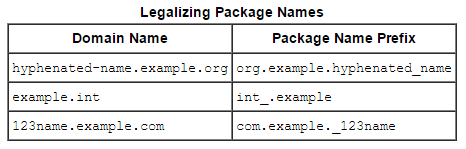 Legalizing Package Names
Domain Name Package Name Prefix
hyphenated-name.example.org org.example.hyphenated_name
example.int int_.example
123name.example.com com.example._123name